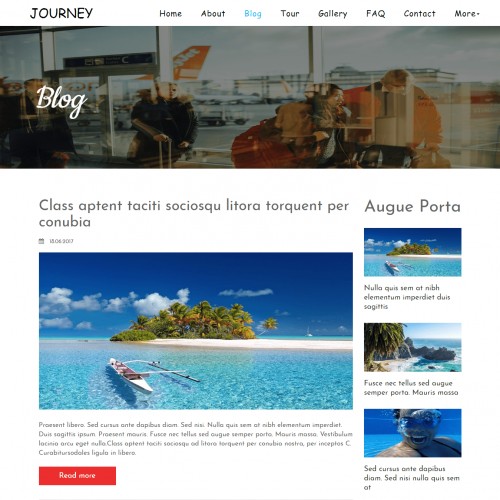 JOURNEY
Home About Blog Tour Gallery FAQ Contact More
Blog
Class aptent taciti sociosqu litora torquent per
conubia
13.06.2017
Praesent libero. Sed cursus ante dapibus diam. Sed nisi. Nulla quis sem at nibh elementum imperdiet.
Duis sagittis ipsum. Praesent mauris. Fusce nec tellus sed augue semper porta. Mauris massa. Vestibulum
lacinia arcu eget nulla.Class aptent taciti sociosqu ad litora torquent per conubia nostra, per inceptos C.
Curabitursodales ligula in libero.
Read more
Augue Porta
Nulla quis sem at nibh
elementum imperdiet duis
sagittis
Fusce nec tellus sed augue
semper porta. Mauris massa
Sed cursus ante dapibus
diam. Sed nisi nulla quis sem
at